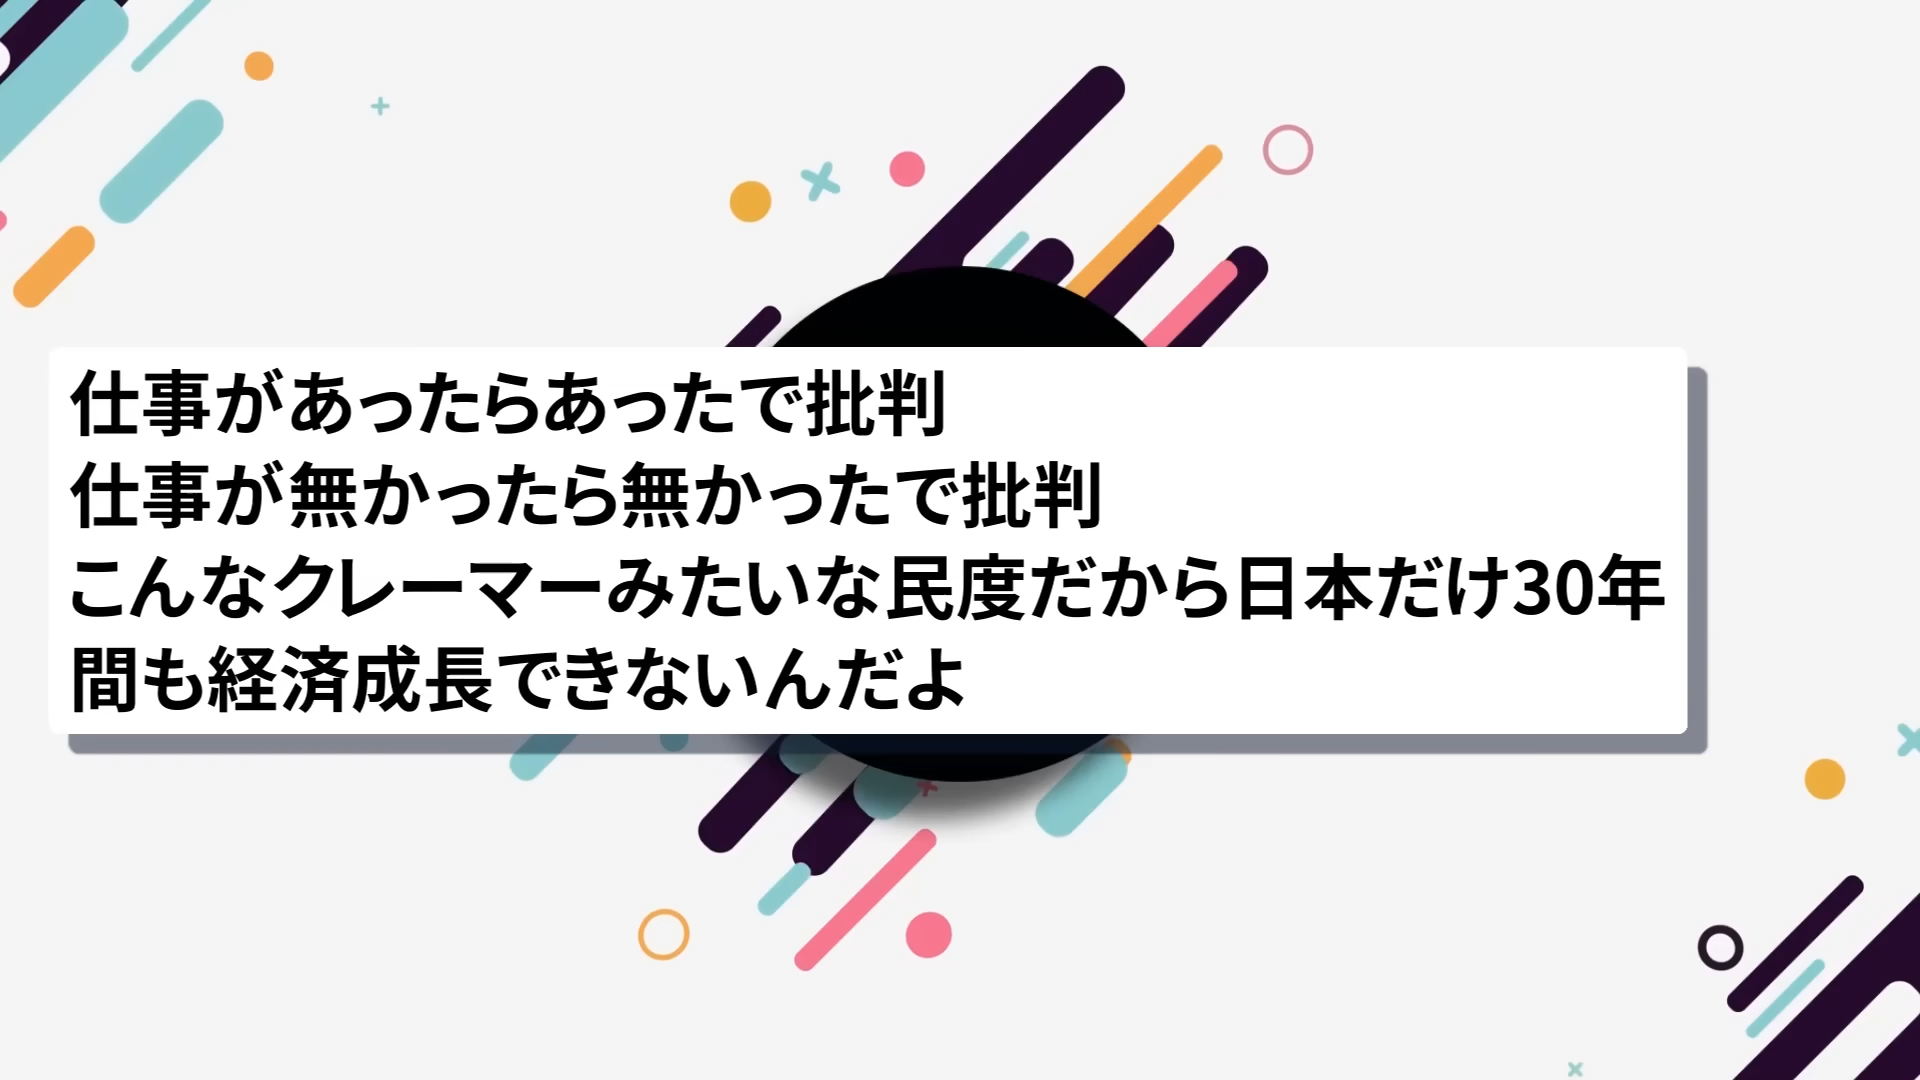 仕事があったらあったで批判
仕事が無かったら無かったで批判
こんなクレーマーみたいな民度だから日本だけ30年
間も経済成長できないんだよ